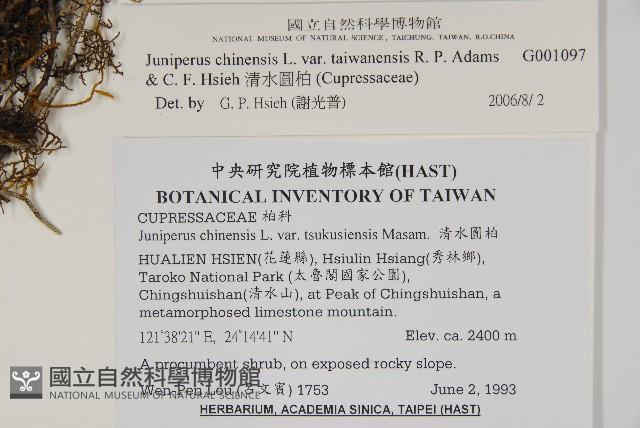 國立自然科學博物館
NATIONAL MUSEUM OF NATURAL SCIENCE, TAICHUNG, TAIWAN, R.O.CHINA
Juniperus chinensis L. var. taiwanensis R. P. Adams G001097
& C. F. Hsieh 清水圓柏 (Cupressaceae)
Det. by G. P. Hsieh (謝光普) 2006/8/ 2
中央研究院植物標本館(HAST)
BOTANICAL INVENTORY OF TAIWAN
CUPRESSACEAE 柏科
Juniperus chinensis L. var. tsukusiensis Masam. 清水圓柏
HUALIEN HSIEN(花蓮縣), Hsiulin Hsiang(秀林鄉),
Taroko National Park (太魯閣國家公園),
Chingshuishan(清水山), at Peak of Chingshuishan, a
metamorphosed limestone mountain.
121°38'21" E, 24°14'41" N Elev. ca. 2400 m
A procumbent shrub, on exposed rocky slope.
Wen-Pen Leu (呂文賓) 1753 June 2, 1993
HERBARIUM, ACADEMIA SINICA, TAIPEI (HAST)
國立自然科學博物館
NATIONAL MUSEUM OF NATURAL SCIENCE